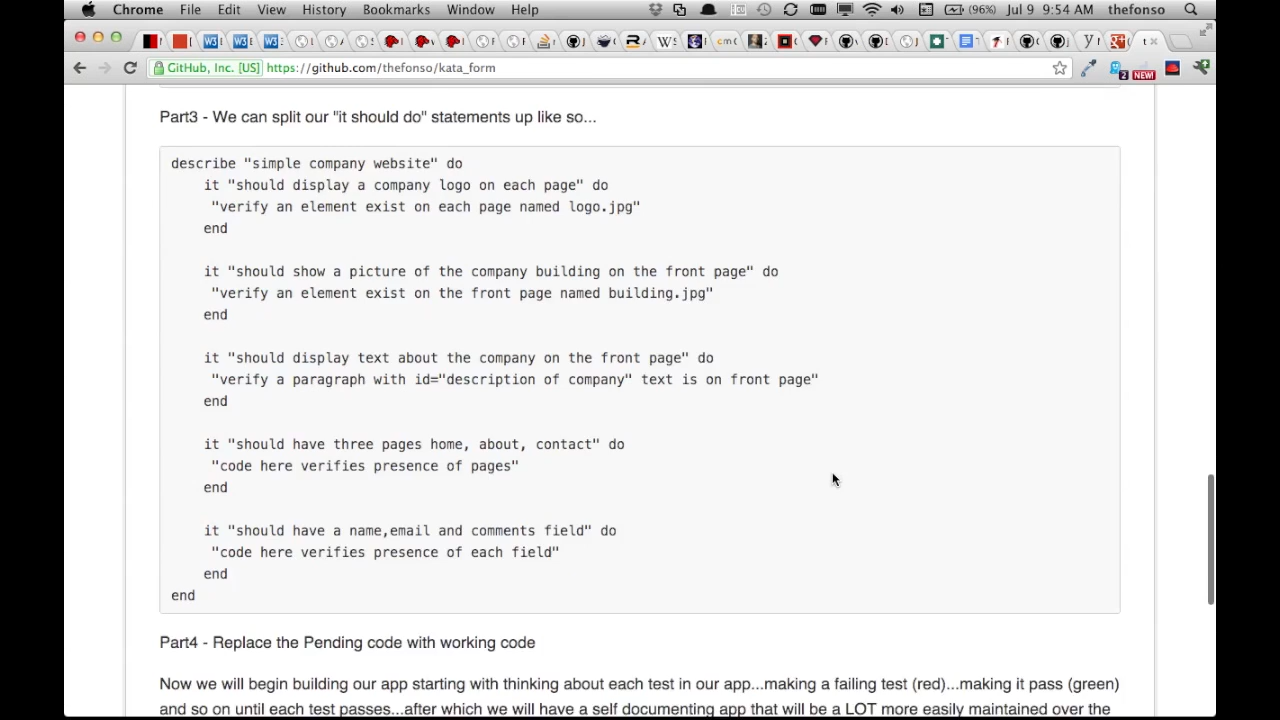 Chrome File Edit View History Bookmarks Window Help (96%) Jul 9 9:54 AM thefonso
GitHub, Inc. [US] https://github.com/thefonso/kata_form 2 NEW!
Part3 - We can split our "it should do" statements up like so...
describe "simple company website" do
it "should display a company logo on each page" do
"verify an element exist on each page named logo.jpg"
end
it "should show a picture of the company building on the front page" do
"verify an element exist on the front page named building.jpg"
end
it "should display text about the company on the front page" do
"verify a paragraph with id="description of company" text is on front page"
end
it "should have three pages home, about, contact" do
"code here verifies presence of pages"
end
it "should have a name,email and comments field" do
"code here verifies presence of each field"
end
end
Part4 - Replace the Pending code with working code
Now we will begin building our app starting with thinking about each test in our app...making a failing test (red)...making it pass (green)
and so on until each test passes...after which we will have a self documenting app that will be a LOT more easily maintained over the